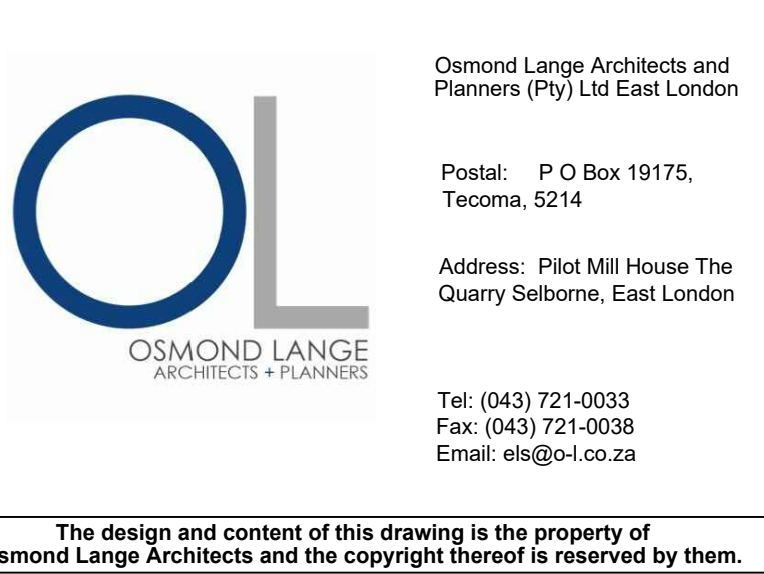 OL
OSMOND LANGE
ARCHITECTS + PLANNERS
Osmond Lange Architects and
Planners (Pty) Ltd East London
Postal: P O Box 19175,
Tecoma, 5214
Address: Pilot Mill House The
Quarry Selborne, East London
Tel: (043) 721-0033
Fax: (043) 721-0038
Email: els@o-l.co.za
The design and content of this drawing is the property of
smond Lange Architects and the copyright thereof is reserved by them.